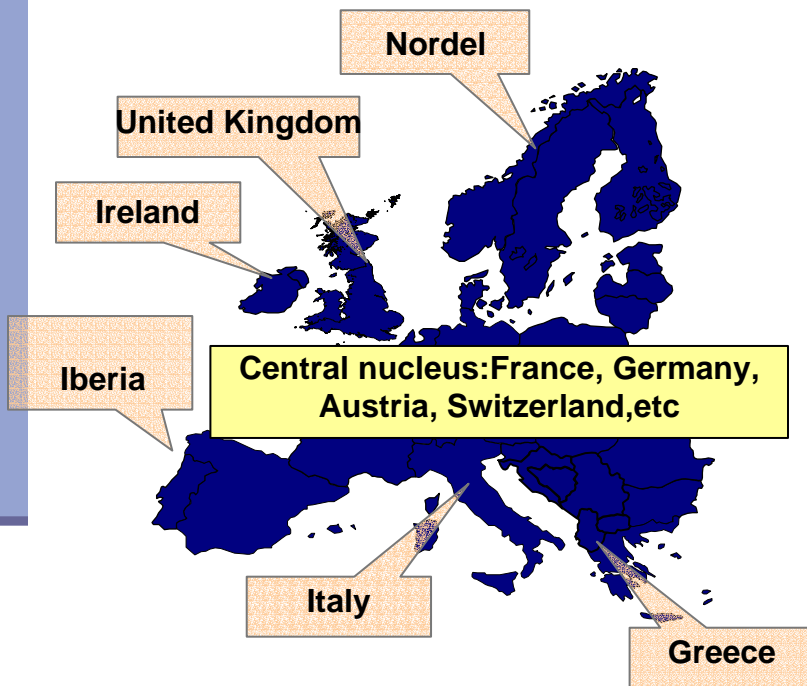 Nordel
United Kingdom
Ireland
Iberia
Central nucleus:France, Germany,
Austria, Switzerland,etc
Italy
Greece